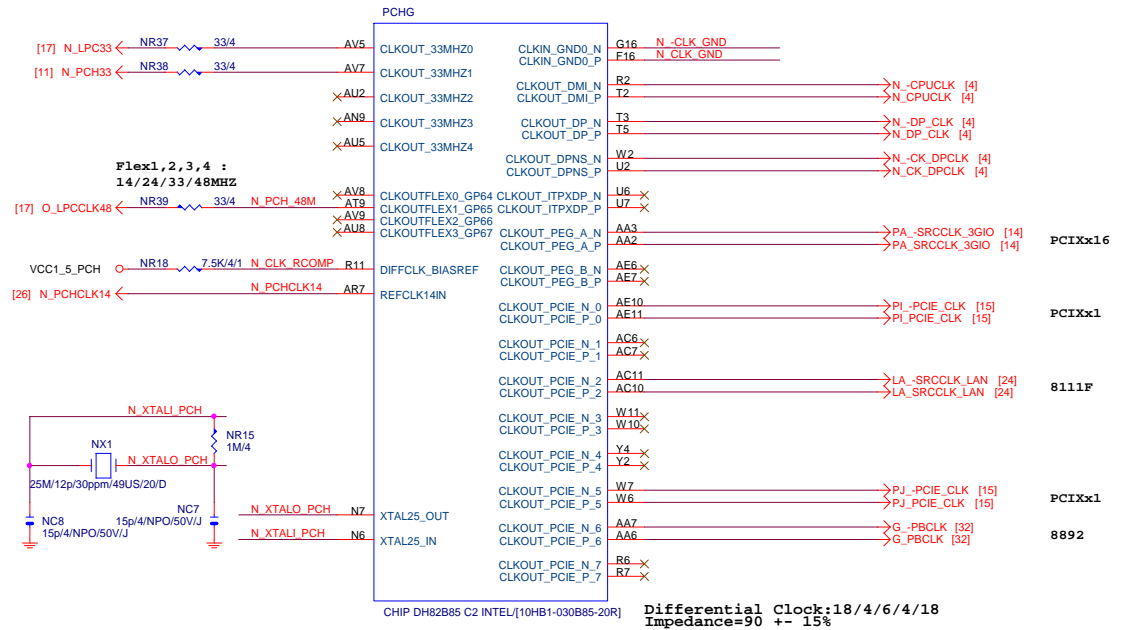 PCHG
[17] N_LPC33 NR37 33/4 AV5 CLKOUT_33MHZ0
[11] N_PCH33 NR38 33/4 AV7 CLKOUT_33MHZ1
AU2 CLKOUT_33MHZ2
AN9 CLKOUT_33MHZ3
AU5 CLKOUT_33MHZ4
Flex1,2,3,4 :
14/24/33/48MHZ
AV8 CLKOUTFLEX0_GP64
[17] O_LPCCLK48 NR39 33/4 N_PCH_48M AT9 CLKOUTFLEX1_GP65
AV9 CLKOUTFLEX2_GP66
AU8 CLKOUTFLEX3_GP67
VCC1_5_PCH NR18 7.5K/4/1 N_CLK_RCOMP R11 DIFFCLK_BIASREF
[26] N_PCHCLK14 N_PCHCLK14 AR7 REFCLK14IN
N_XTALI_PCH
NR15
1M/4
NX1
N_XTALO_PCH
25M/12p/30ppm/49US/20/D
NC8
15p/4/NPO/50V/J
NC7
15p/4/NPO/50V/J
N_XTALO_PCH N7 XTAL25_OUT
N_XTALI_PCH N6 XTAL25_IN
CLKIN_GND0_N G16 N_-CLK_GND
CLKIN_GND0_P F16 N_CLK_GND
CLKOUT_DMI_N R2 N_-CPUCLK [4]
CLKOUT_DMI_P T2 N_CPUCLK [4]
CLKOUT_DP_N T3 N_-DP_CLK [4]
CLKOUT_DP_P T5 N_DP_CLK [4]
CLKOUT_DPNS_N W2 N_-CK_DPCLK [4]
CLKOUT_DPNS_P U2 N_CK_DPCLK [4]
CLKOUT_ITPXDP_N U6
CLKOUT_ITPXDP_P U7
CLKOUT_PEG_A_N AA3 PA_-SRCCLK_3GIO [14]
CLKOUT_PEG_A_P AA2 PA_SRCCLK_3GIO [14]
PCIXx16
CLKOUT_PEG_B_N AE6
CLKOUT_PEG_B_P AE7
CLKOUT_PCIE_N_0 AE10 PI_-PCIE_CLK [15]
CLKOUT_PCIE_P_0 AE11 PI_PCIE_CLK [15]
PCIXx1
CLKOUT_PCIE_N_1 AC6
CLKOUT_PCIE_P_1 AC7
CLKOUT_PCIE_N_2 AC11 LA_-SRCCLK_LAN [24]
CLKOUT_PCIE_P_2 AC10 LA_SRCCLK_LAN [24]
8111F
CLKOUT_PCIE_N_3 W11
CLKOUT_PCIE_P_3 W10
CLKOUT_PCIE_N_4 Y4
CLKOUT_PCIE_P_4 Y2
CLKOUT_PCIE_N_5 W7 PJ_-PCIE_CLK [15]
CLKOUT_PCIE_P_5 W6 PJ_PCIE_CLK [15]
PCIXx1
CLKOUT_PCIE_N_6 AA7 G_-PBCLK [32]
CLKOUT_PCIE_P_6 AA6 G_PBCLK [32]
8892
CLKOUT_PCIE_N_7 R6
CLKOUT_PCIE_P_7 R7
CHIP DH82B85 C2 INTEL/[10HB1-030B85-20R]
Differential Clock:18/4/6/4/18
Impedance=90 +- 15%